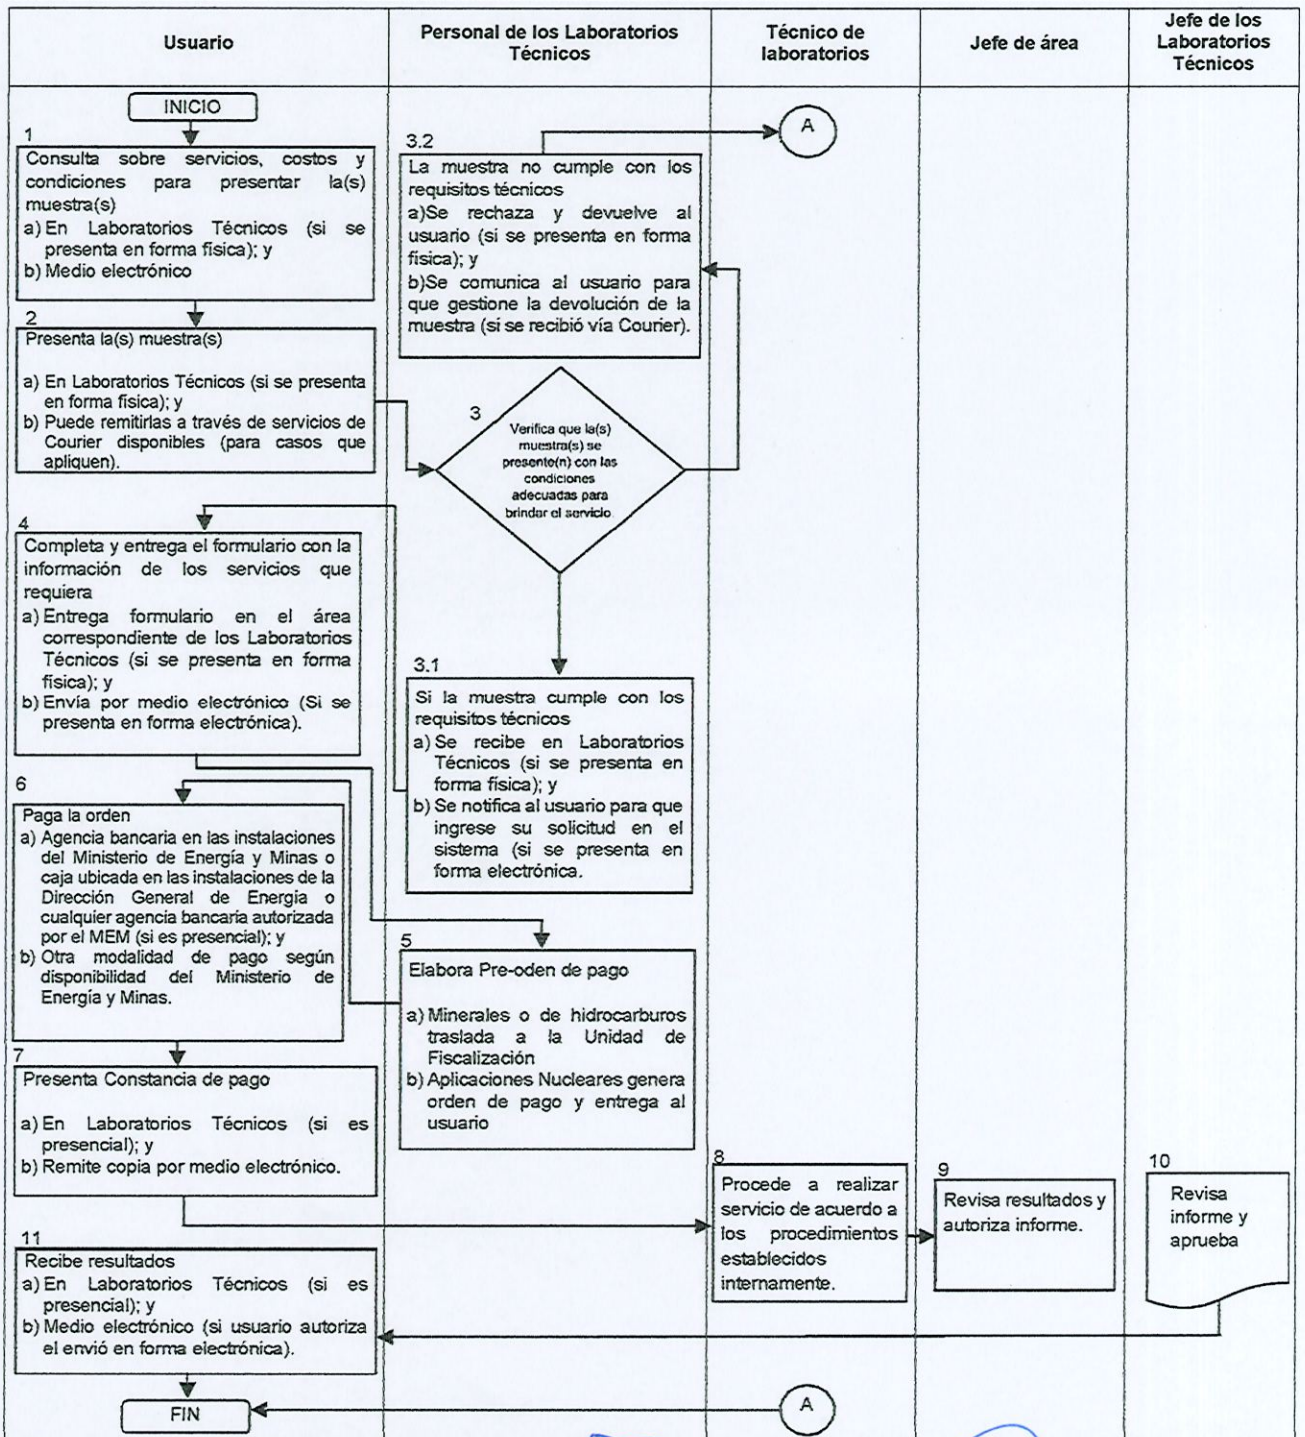 Usuario
Personal de los Laboratorios
Técnicos
Técnico de
laboratorios
Jefe de área
Jefe de los
Laboratorios
Técnicos
INICIO
1
Consulta sobre servicios, costos y
condiciones para presentar la(s)
muestra(s)
a) En Laboratorios Técnicos (si se
presenta en forma física); y
b) Medio electrónico
2
Presenta la(s) muestra(s)
a) En Laboratorios Técnicos (si se presenta
en forma física); y
b) Puede remitirlas a través de servicios de
Courier disponibles (para casos que
apliquen).
3.2
La muestra no cumple con los
requisitos técnicos
a)Se rechaza y devuelve al
usuario (si se presenta en forma
física); y
b)Se comunica al usuario para
que gestione la devolución de la
muestra (si se recibió vía Courier).
A
3
Verifica que la(s)
muestra(s) se
presente(n) con las
condiciones
adecuadas para
brindar el servicio
3.1
Si la muestra cumple con los
requisitos técnicos
a) Se recibe en Laboratorios
Técnicos (si se presenta en
forma física); y
b) Se notifica al usuario para que
ingrese su solicitud en el
sistema (si se presenta en
forma electrónica.
4
Completa y entrega el formulario con la
información de los servicios que
requiera
a) Entrega formulario en el área
correspondiente de los Laboratorios
Técnicos (si se presenta en forma
física); y
b) Envía por medio electrónico (Si se
presenta en forma electrónica).
5
Elabora Pre-oden de pago
a) Minerales o de hidrocarburos
traslada a la Unidad de
Fiscalización
b) Aplicaciones Nucleares genera
orden de pago y entrega al
usuario
6
Paga la orden
a) Agencia bancaria en las instalaciones
del Ministerio de Energía y Minas o
caja ubicada en las instalaciones de la
Dirección General de Energía o
cualquier agencia bancaria autorizada
por el MEM (si es presencial); y
b) Otra modalidad de pago según
disponibilidad del Ministerio de
Energía y Minas.
7
Presenta Constancia de pago
a) En Laboratorios Técnicos (si es
presencial); y
b) Remite copia por medio electrónico.
8
Procede a realizar
servicio de acuerdo a
los procedimientos
establecidos
internamente.
9
Revisa resultados y
autoriza informe.
10
Revisa
informe y
aprueba
11
Recibe resultados
a) En Laboratorios Técnicos (si es
presencial); y
b) Medio electrónico (si usuario autoriza
el envió en forma electrónica).
FIN
A